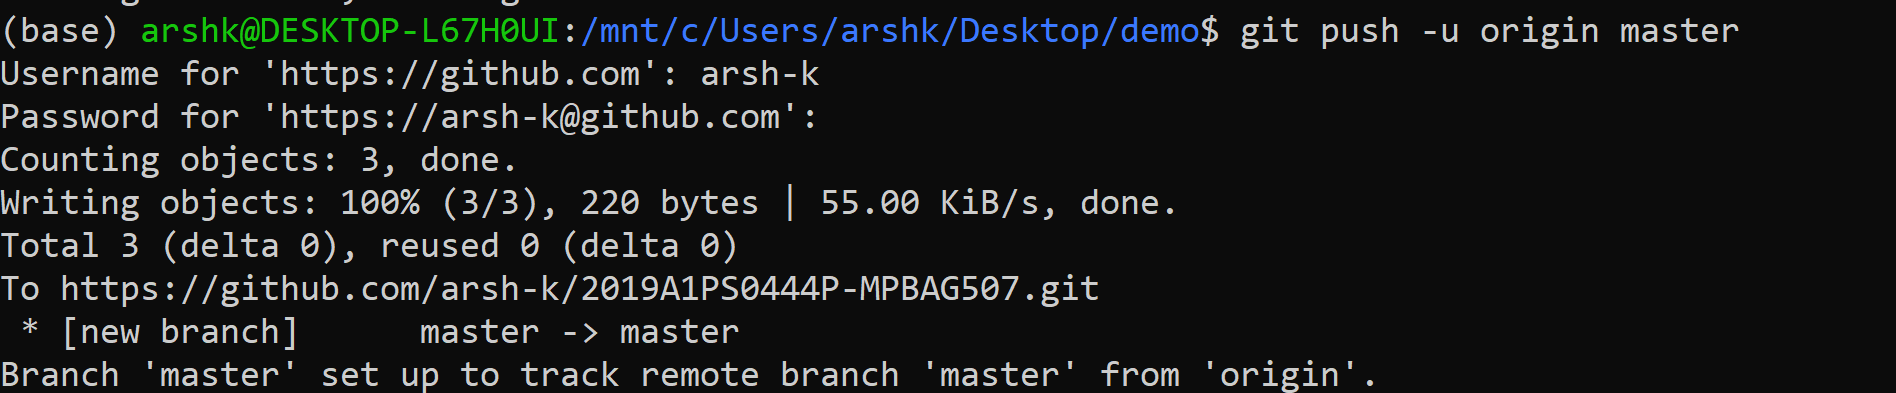 (base) arshk@DESKTOP-L67H0UI:/mnt/c/Users/arshk/Desktop/demo$ git push -u origin master
Username for 'https://github.com': arsh-k
Password for 'https://arsh-k@github.com':
Counting objects: 3, done.
Writing objects: 100% (3/3), 220 bytes | 55.00 KiB/s, done.
Total 3 (delta 0), reused 0 (delta 0)
To https://github.com/arsh-k/2019A1PS0444P-MPBAG507.git
 * [new branch]      master -> master
Branch 'master' set up to track remote branch 'master' from 'origin'.